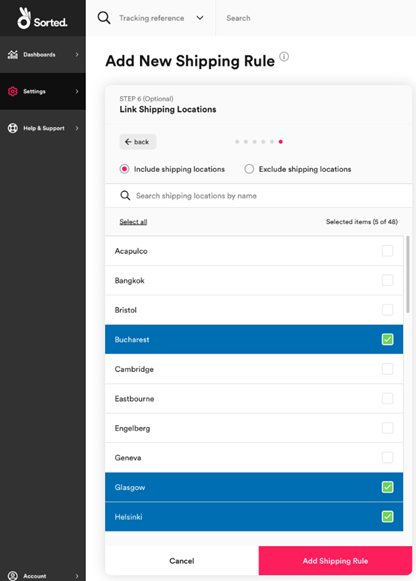 Sorted.
Tracking reference
Search
Dashboards
Settings
Help & Support
Account
Add New Shipping Rule
STEP 6 (Optional)
Link Shipping Locations
back
Include shipping locations
Exclude shipping locations
Search shipping locations by name
Select all
Selected items (5 of 48)
Acapulco
Bangkok
Bristol
Bucharest
Cambridge
Eastbourne
Engelberg
Geneva
Glasgow
Helsinki
Cancel
Add Shipping Rule